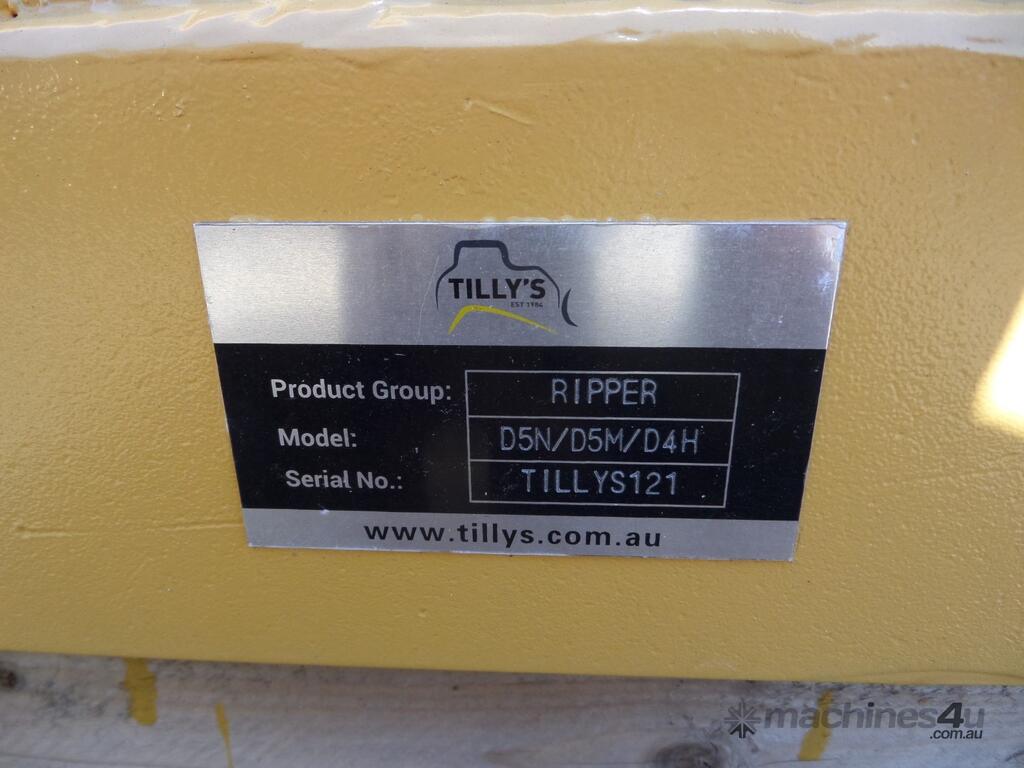 TILLY'S
EST 1984
Product Group: RIPPER
Model: D5N/D5M/D4H
Serial No.: TILLYS121
www.tillys.com.au
machines4u
.com.au